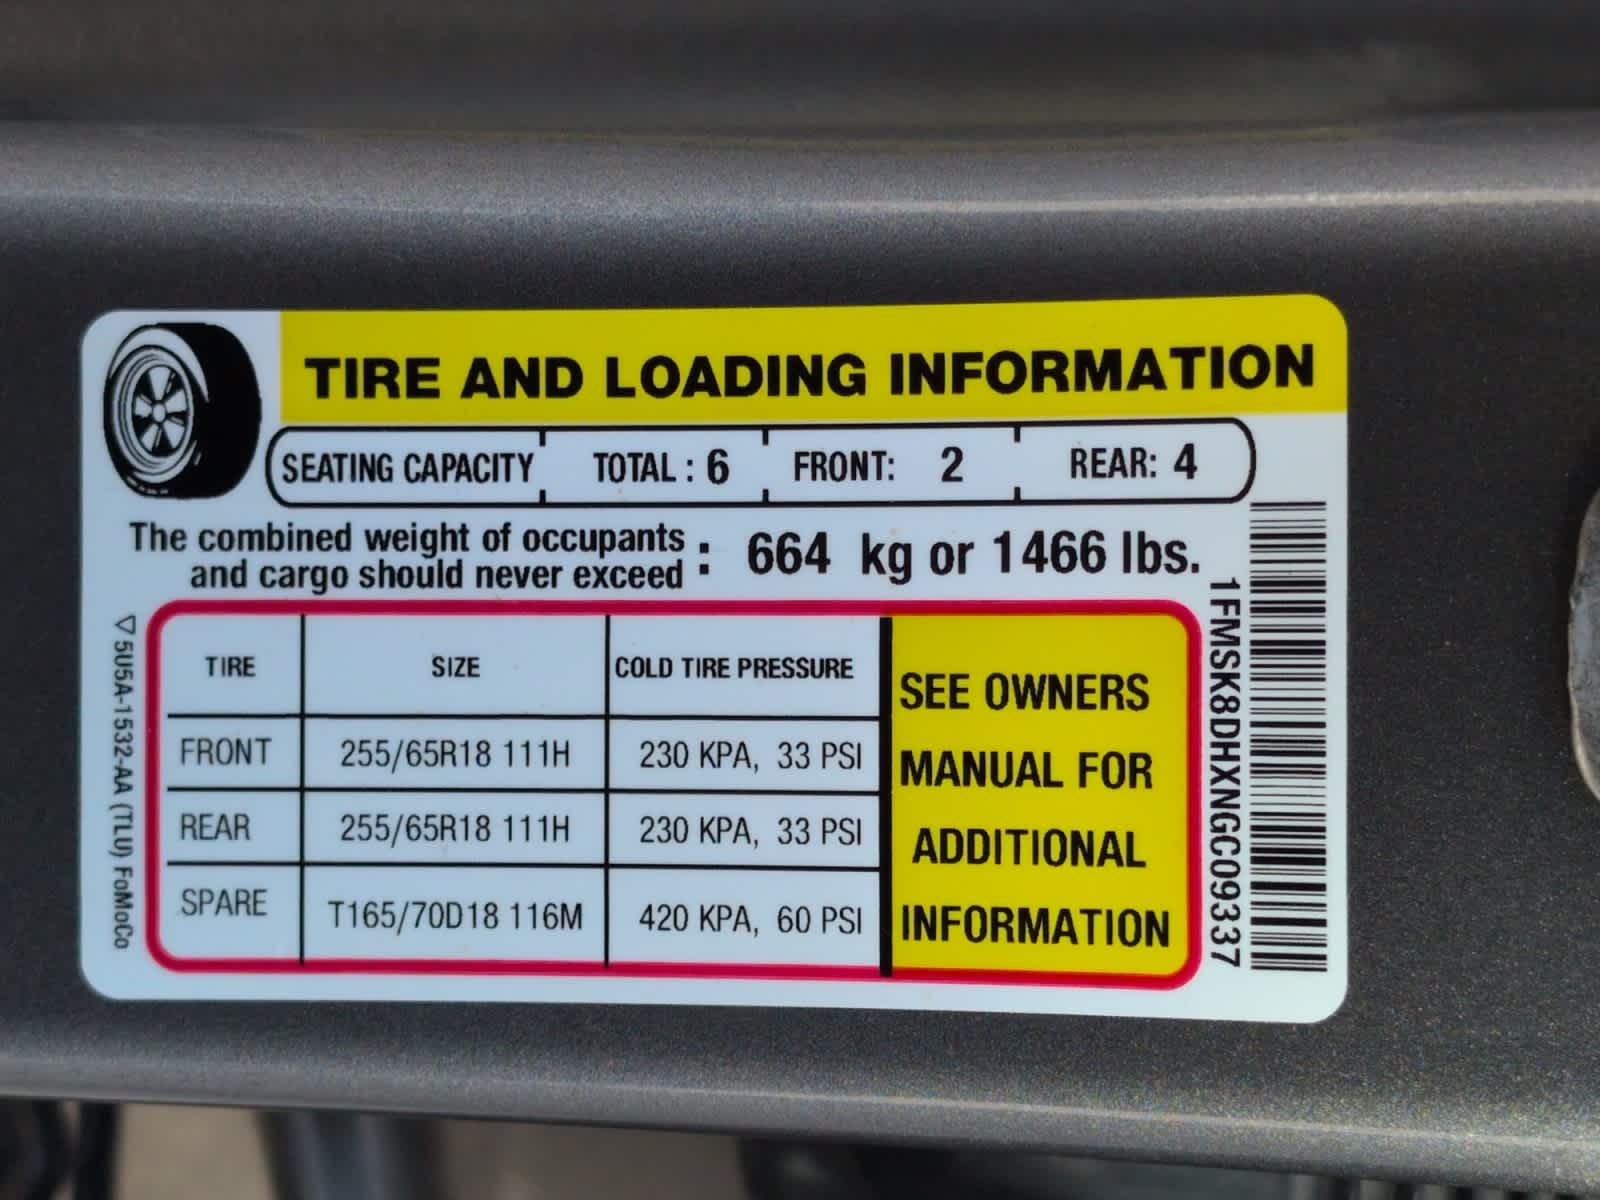 TIRE AND LOADING INFORMATION
SEATING CAPACITY TOTAL : 6 FRONT: 2 REAR: 4
The combined weight of occupants
and cargo should never exceed : 664 kg or 1466 lbs.
TIRE SIZE COLD TIRE PRESSURE
FRONT 255/65R18 111H 230 KPA, 33 PSI
REAR 255/65R18 111H 230 KPA, 33 PSI
SPARE T165/70D18 116M 420 KPA, 60 PSI
SEE OWNERS
MANUAL FOR
ADDITIONAL
INFORMATION
5U5A-1532-AA (TLU) FoMoCo
1FMSK8DHXNGC09337